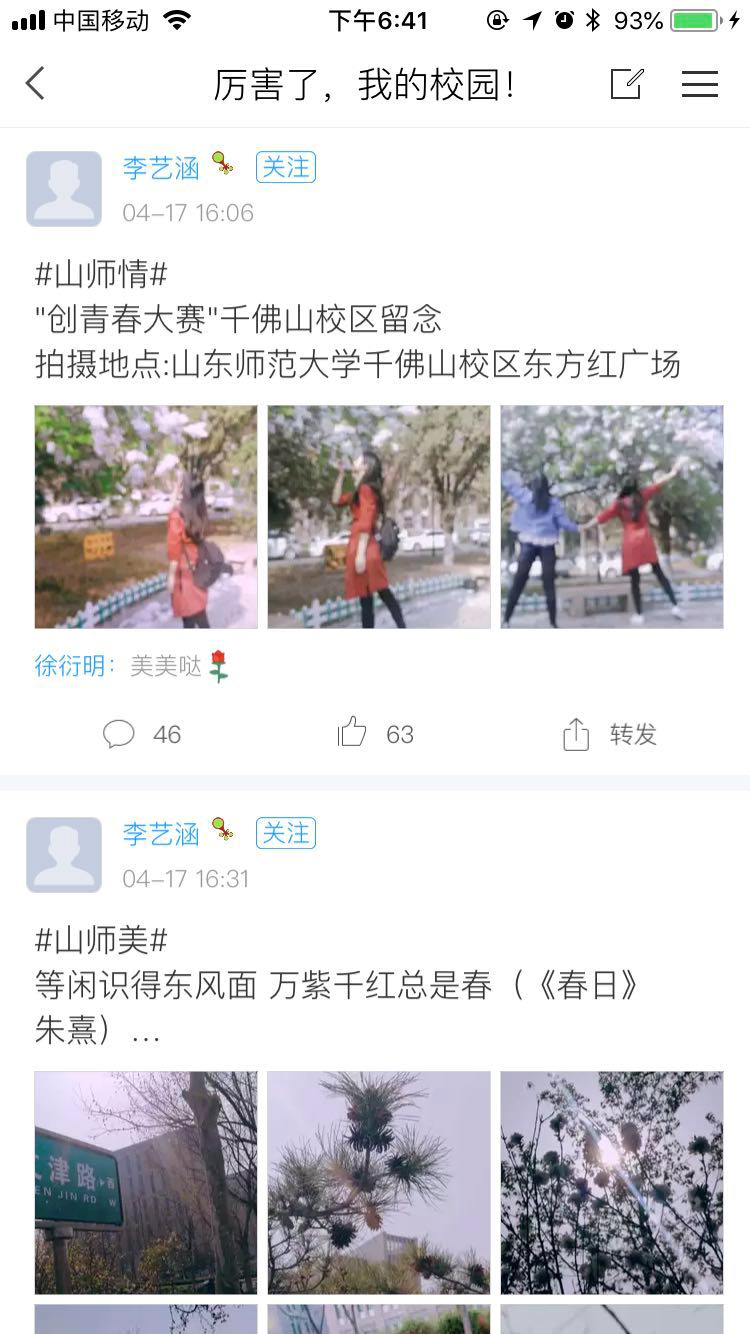 中国移动
下午6:41
93%
厉害了，我的校园！
李艺涵
关注
04-17 16:06
#山师情#
"创青春大赛"千佛山校区留念
拍摄地点:山东师范大学千佛山校区东方红广场
徐衍明：美美哒
46
63
转发
李艺涵
关注
04-17 16:31
#山师美#
等闲识得东风面 万紫千红总是春（《春日》
朱熹）...
津路
西
EN JIN RD W